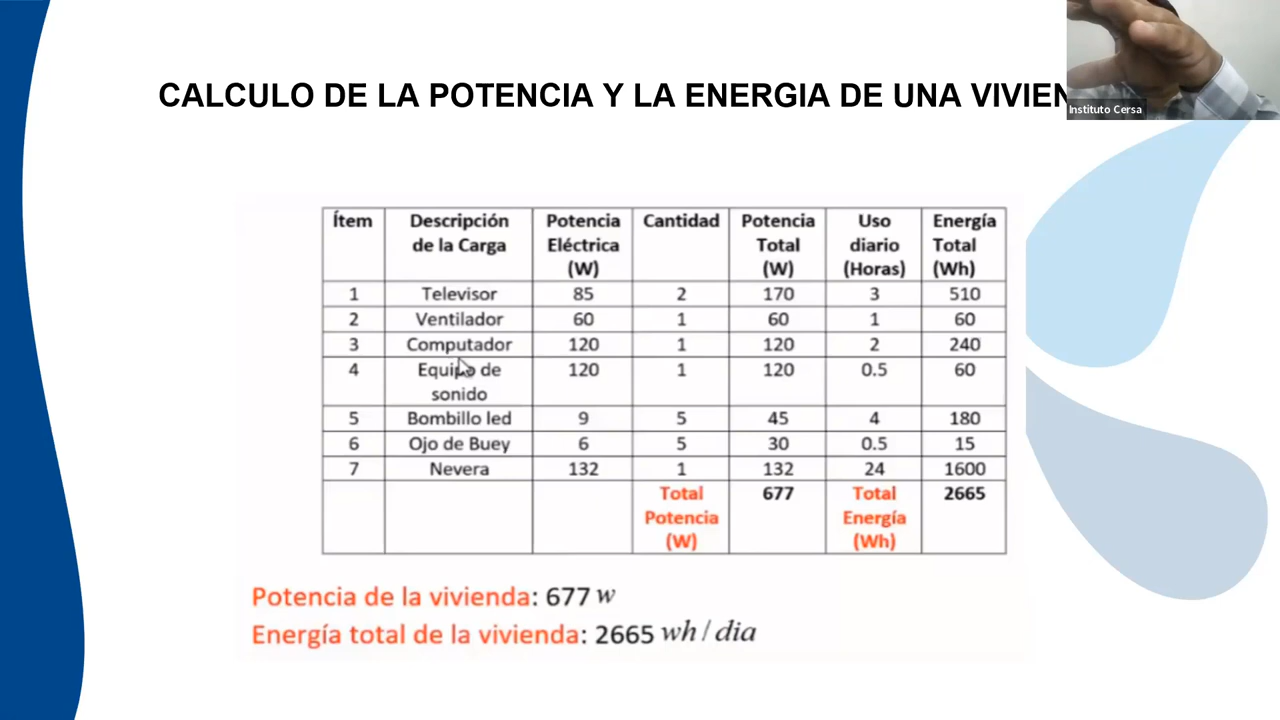 CALCULO DE LA POTENCIA Y LA ENERGIA DE UNA VIVIEN
Instituto Cersa
Ítem Descripción de la Carga Potencia Eléctrica (W) Cantidad Potencia Total (W) Uso diario (Horas) Energía Total (Wh)
1 Televisor 85 2 170 3 510
2 Ventilador 60 1 60 1 60
3 Computador 120 1 120 2 240
4 Equipo de sonido 120 1 120 0.5 60
5 Bombillo led 9 5 45 4 180
6 Ojo de Buey 6 5 30 0.5 15
7 Nevera 132 1 132 24 1600
Total Potencia (W) 677 Total Energía (Wh) 2665
Potencia de la vivienda: 677 w
Energía total de la vivienda: 2665 wh / dia